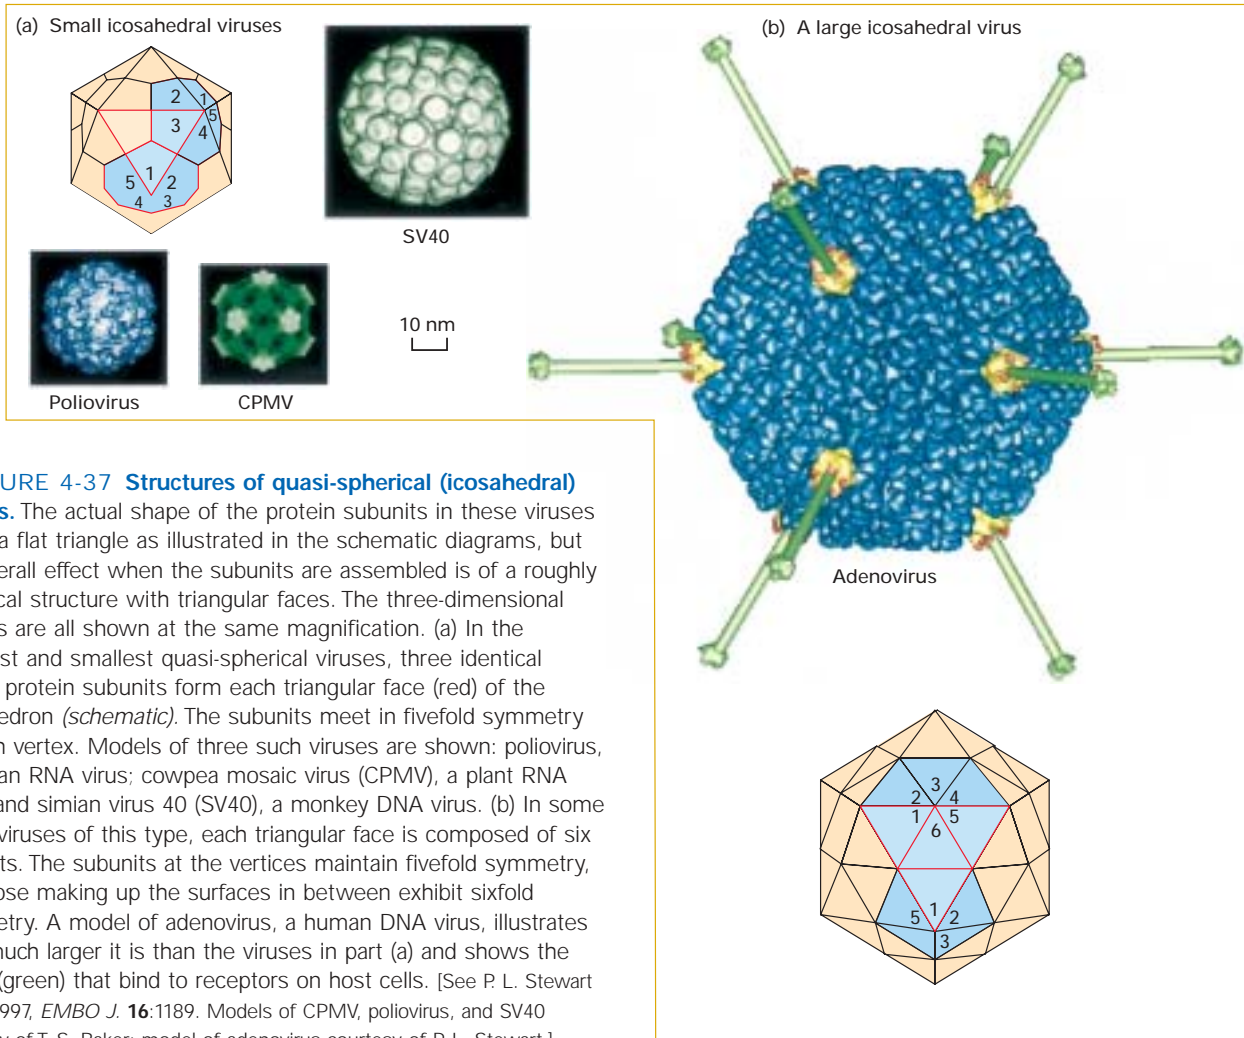 (a) Small icosahedral viruses
2
1
5
3
4
1
5
2
4
3
SV40
Poliovirus
CPMV
10 nm
(b) A large icosahedral virus
Adenovirus
3
2
4
1
5
6
1
5
2
3
URE 4-37 Structures of quasi-spherical (icosahedral)
s. The actual shape of the protein subunits in these viruses
a flat triangle as illustrated in the schematic diagrams, but
erall effect when the subunits are assembled is of a roughly
cal structure with triangular faces. The three-dimensional
s are all shown at the same magnification. (a) In the
st and smallest quasi-spherical viruses, three identical
protein subunits form each triangular face (red) of the
edron (schematic). The subunits meet in fivefold symmetry
n vertex. Models of three such viruses are shown: poliovirus,
an RNA virus; cowpea mosaic virus (CPMV), a plant RNA
and simian virus 40 (SV40), a monkey DNA virus. (b) In some
viruses of this type, each triangular face is composed of six
ts. The subunits at the vertices maintain fivefold symmetry,
ose making up the surfaces in between exhibit sixfold
etry. A model of adenovirus, a human DNA virus, illustrates
much larger it is than the viruses in part (a) and shows the
(green) that bind to receptors on host cells. [See P. L. Stewart
997, EMBO J. 16:1189. Models of CPMV, poliovirus, and SV40
y of T. S. Baker; model of adenovirus courtesy of P. L. Stewart.]